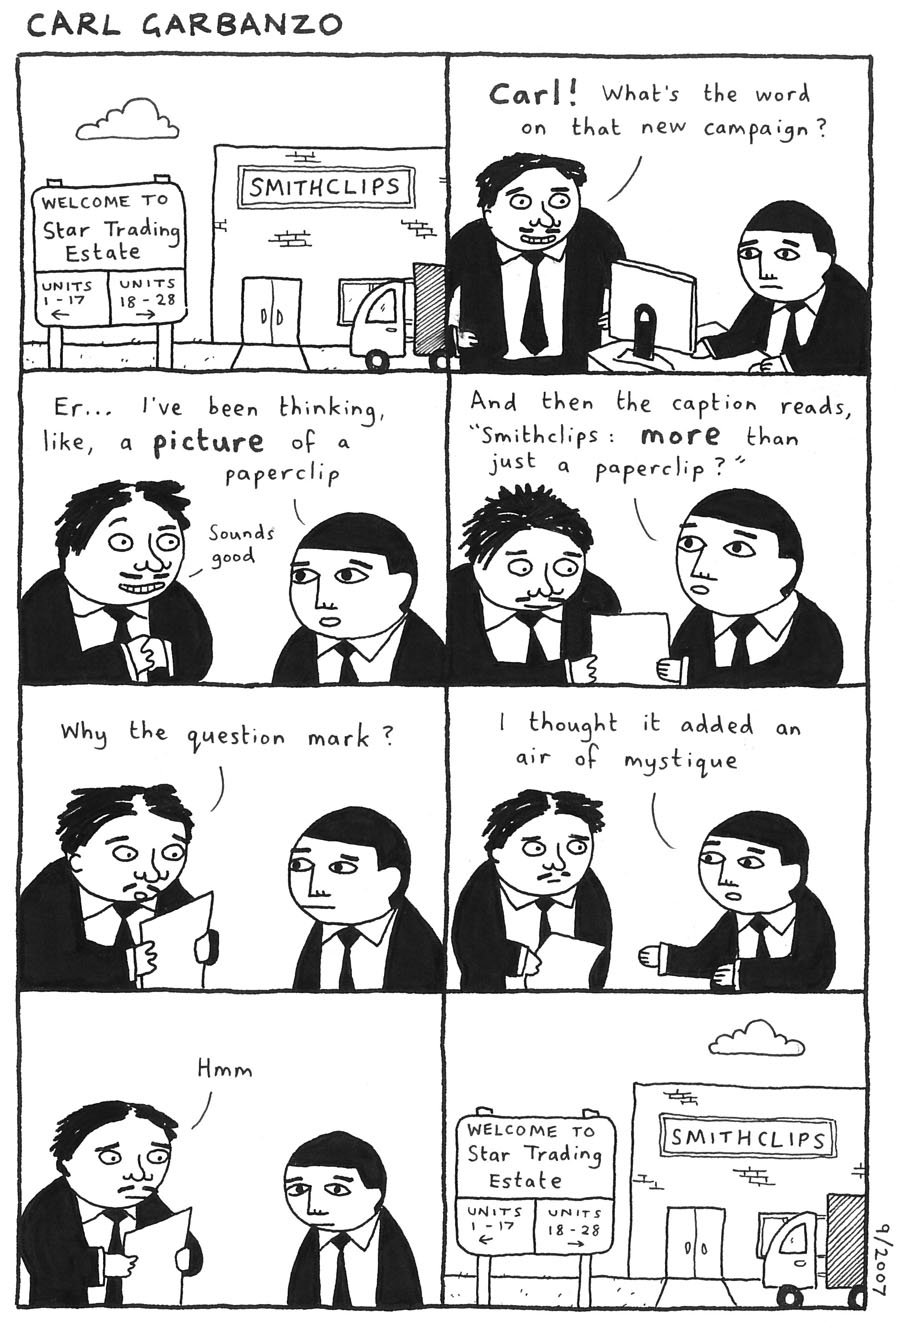 CARL GARBANZO
WELCOME TO
Star Trading
Estate
UNITS
1-17
←
UNITS
18-28
→
SMITHCLIPS
Carl! What's the word
on that new campaign?
Er... I've been thinking,
like, a picture of a
paperclip
Sounds
good
And then the caption reads,
"Smithclips: more than
just a paperclip?"
Why the question mark?
I thought it added an
air of mystique
Hmm
WELCOME TO
Star Trading
Estate
UNITS
1-17
←
UNITS
18-28
→
SMITHCLIPS
9/2007